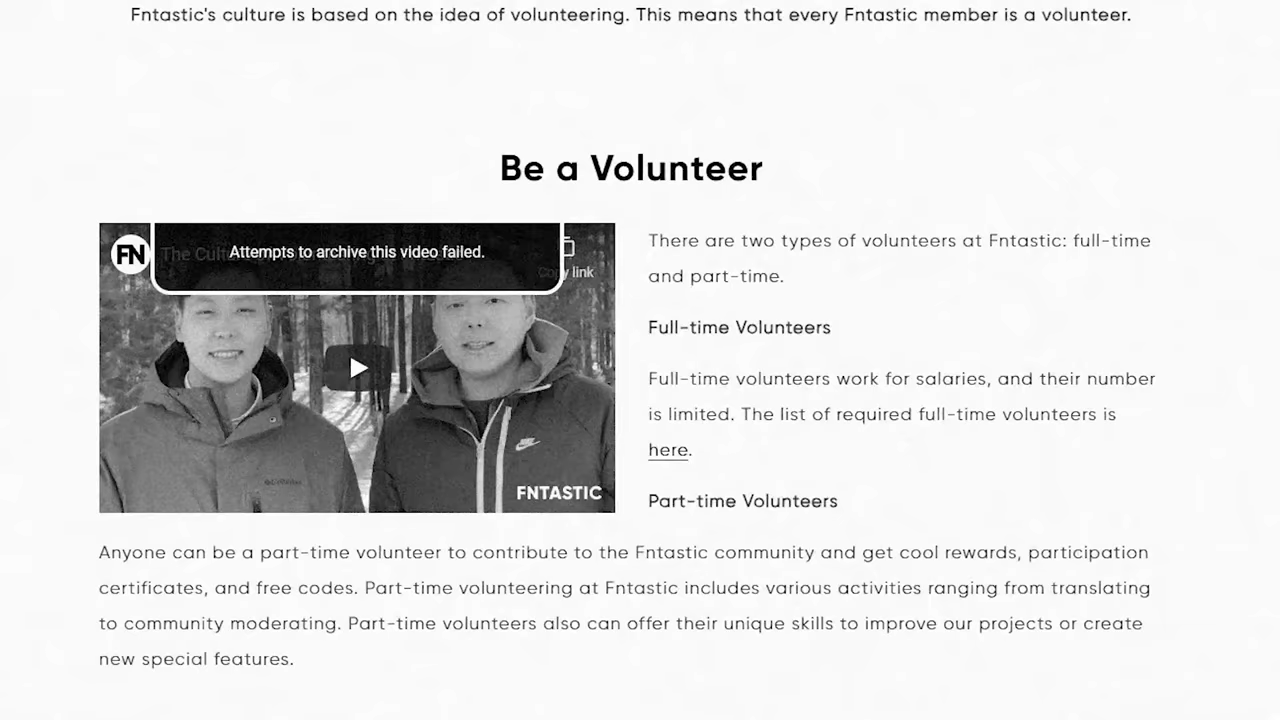 Fntastic's culture is based on the idea of volunteering. This means that every Fntastic member is a volunteer.
Be a Volunteer
FN
The Cult
Attempts to archive this video failed.
Copy link
Columbia
FNTASTIC
There are two types of volunteers at Fntastic: full-time
and part-time.
Full-time Volunteers
Full-time volunteers work for salaries, and their number
is limited. The list of required full-time volunteers is
here.
Part-time Volunteers
Anyone can be a part-time volunteer to contribute to the Fntastic community and get cool rewards, participation
certificates, and free codes. Part-time volunteering at Fntastic includes various activities ranging from translating
to community moderating. Part-time volunteers also can offer their unique skills to improve our projects or create
new special features.